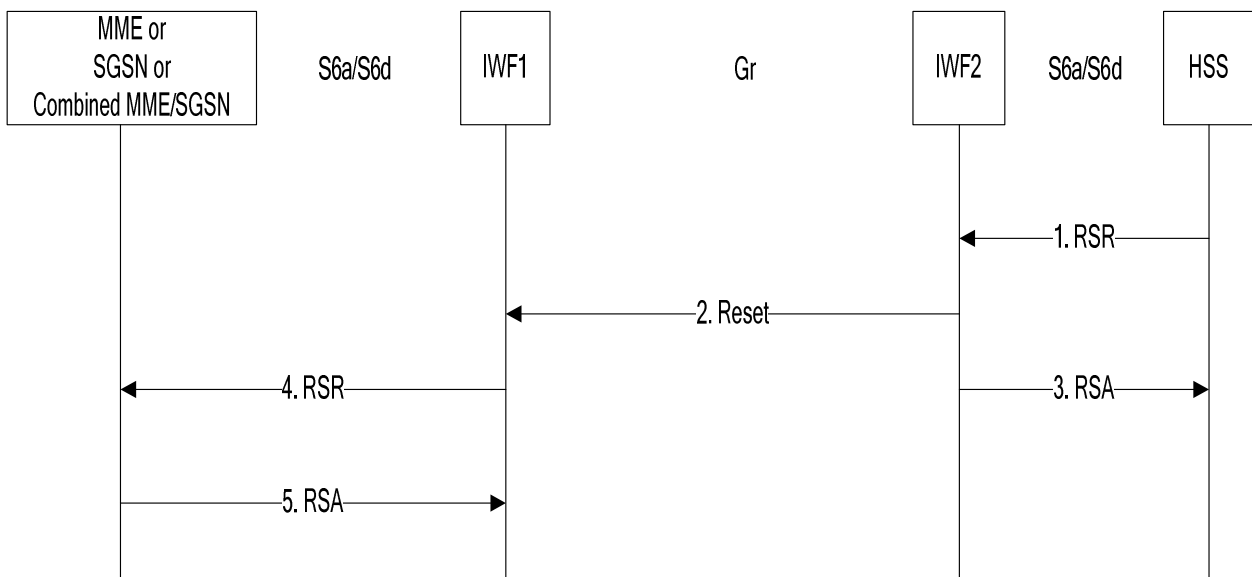 MME or
SGSN or
Combined MME/SGSN
S6a/S6d
IWF1
Gr
IWF2
S6a/S6d
HSS
1. RSR
2. Reset
4. RSR
3. RSA
5. RSA